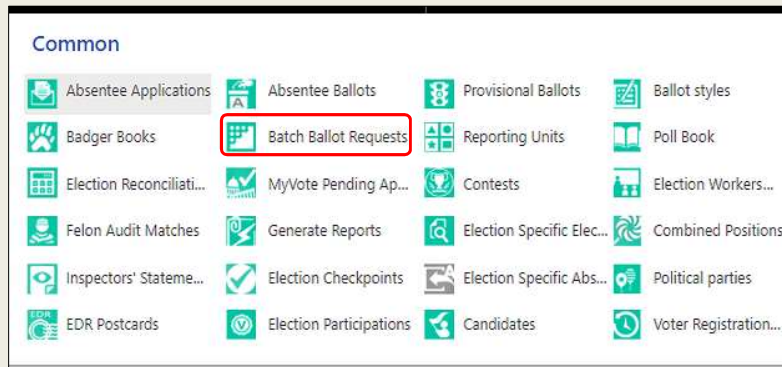 Common
Absentee Applications Absentee Ballots Provisional Ballots Ballot styles
Badger Books Batch Ballot Requests Reporting Units Poll Book
Election Reconciliati... MyVote Pending Ap... Contests Election Workers...
Felon Audit Matches Generate Reports Election Specific Elec... Combined Positions
Inspectors' Stateme... Election Checkpoints Election Specific Abs... Political parties
EDR EDR Postcards Election Participations Candidates Voter Registration...